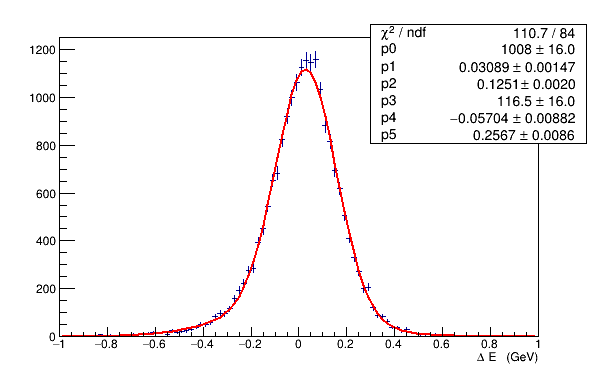 χ² / ndf 110.7 / 84
p0 1008 ± 16.0
p1 0.03089 ± 0.00147
p2 0.1251 ± 0.0020
p3 116.5 ± 16.0
p4 −0.05704 ± 0.00882
p5 0.2567 ± 0.0086
1200
1000
800
600
400
200
0
−1 −0.8 −0.6 −0.4 −0.2 0 0.2 0.4 0.6 0.8 1
Δ E (GeV)